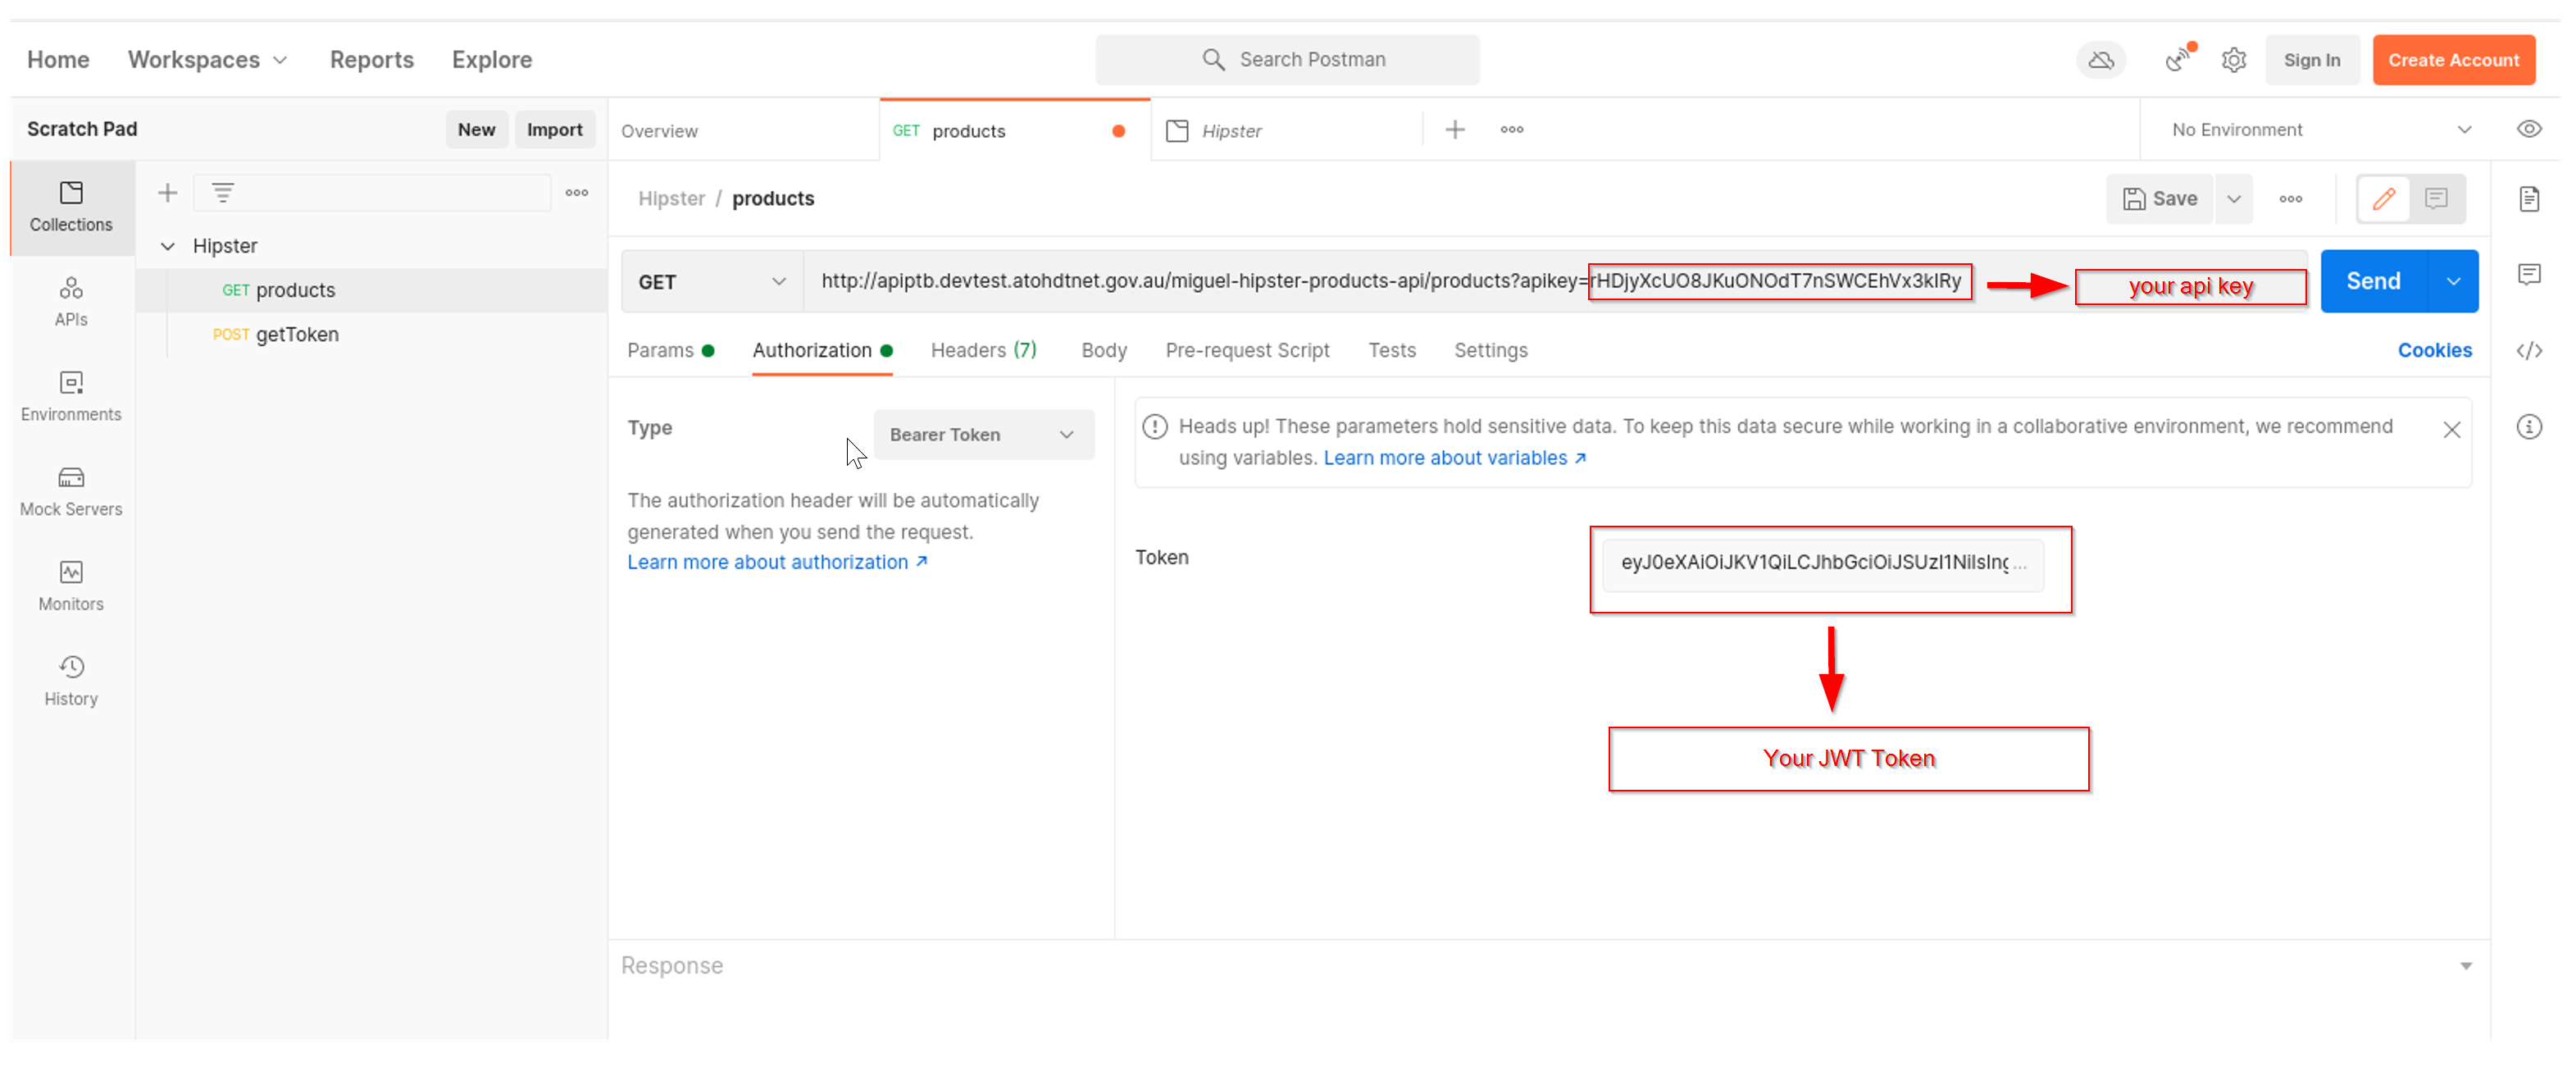 Home Workspaces Reports Explore Search Postman Sign In Create Account
Scratch Pad New Import Overview GET products Hipster No Environment
Collections
Hipster
GET products
POST getToken
APIs
Environments
Mock Servers
Monitors
History
Hipster / products Save
GET http://apiptb.devtest.atohdtnet.gov.au/miguel-hipster-products-api/products?apikey=rHDjyXcUO8JKuONOdT7nSWCEhVx3kIRy your api key Send
Params Authorization Headers (7) Body Pre-request Script Tests Settings Cookies
Type Bearer Token
The authorization header will be automatically
generated when you send the request.
Learn more about authorization ↗
Heads up! These parameters hold sensitive data. To keep this data secure while working in a collaborative environment, we recommend
using variables. Learn more about variables ↗
Token eyJ0eXAiOiJKV1QiLCJhbGciOiJSUzI1NiIsIng...
Your JWT Token
Response